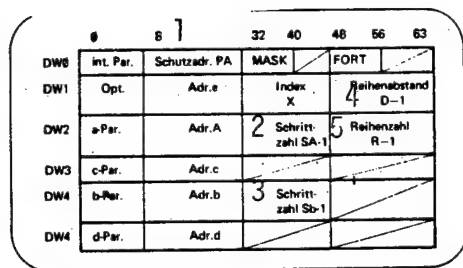 0 8 1 32 40 48 56 63
DW0 int. Par. Schutzadr. PA MASK FORT
DW1 Opt. Adr.e Index X 4 Reihenabstand D-1
DW2 a-Par. Adr.A 2 Schritt-zahl SA-1 5 Reihenzahl R-1
DW3 c-Par. Adr.c
DW4 b-Par. Adr.b 3 Schritt-zahl Sb-1
DW4 d-Par. Adr.d